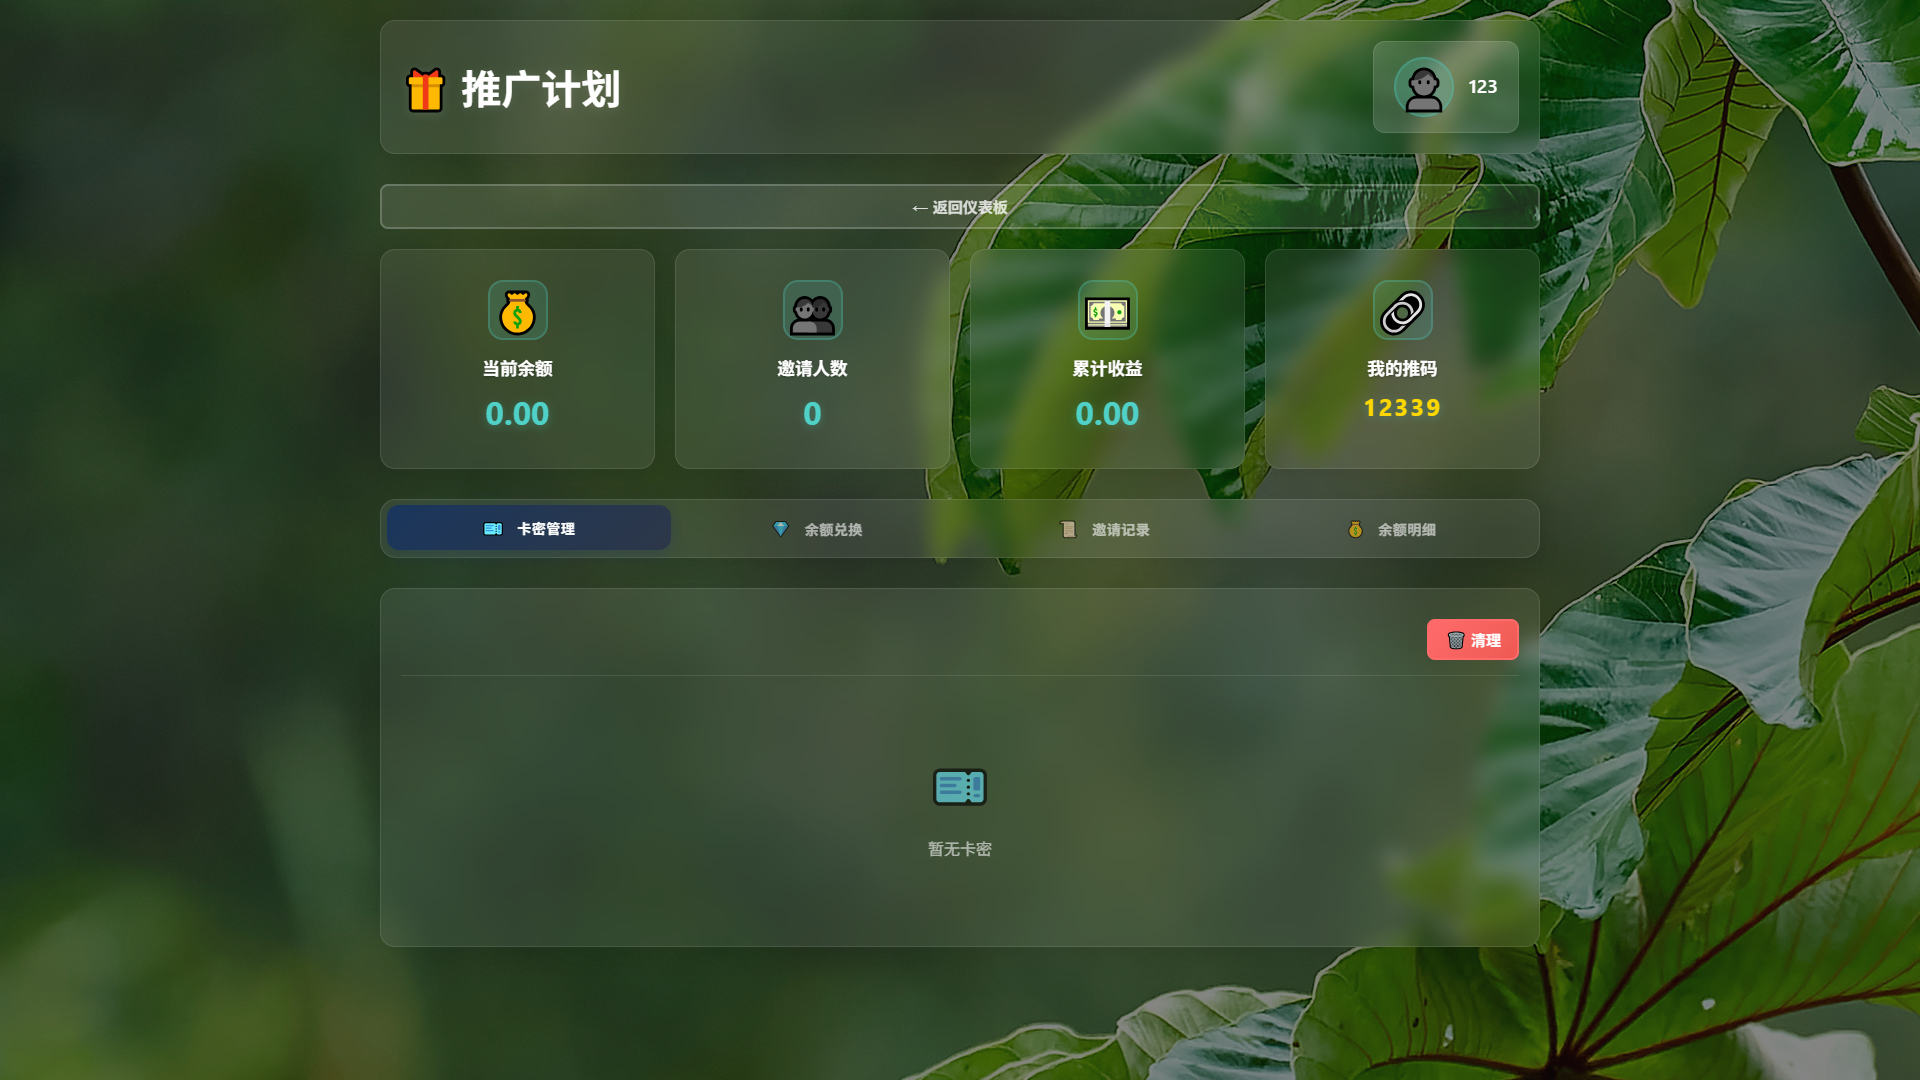 推广计划
123
← 返回仪表板
当前余额
0.00
邀请人数
0
累计收益
0.00
我的推码
12339
卡密管理
余额兑换
邀请记录
余额明细
清理
暂无卡密